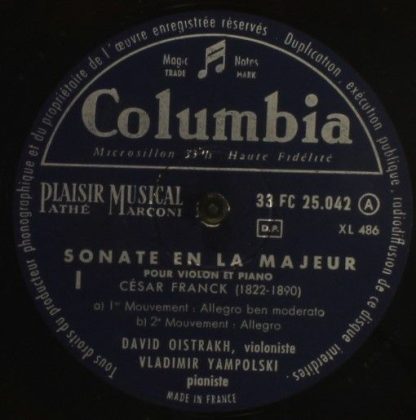 Tous droits du producteur phonographique et du propriétaire de l'œuvre enregistrée réservés · Duplication, exécution publique, radiodiffusion de ce disque interdites ·
Magic Notes
TRADE MARK
Columbia
Microsillon 33 ⅓ Haute Fidélité
PLAISIR MUSICAL
PATHÉ MARCONI
33 FC 25.042 A
D.P.
XL 486
SONATE EN LA MAJEUR
POUR VIOLON ET PIANO
I
CÉSAR FRANCK (1822-1890)
a) 1er Mouvement : Allegro ben moderato
b) 2e Mouvement : Allegro
DAVID OISTRAKH, violoniste
VLADIMIR YAMPOLSKI
pianiste
MADE IN FRANCE